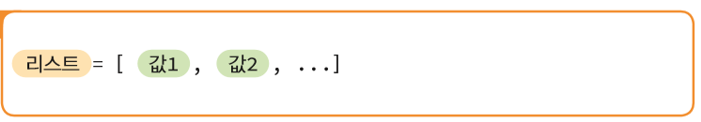 리스트= [ 값1 , 값2 , ...]